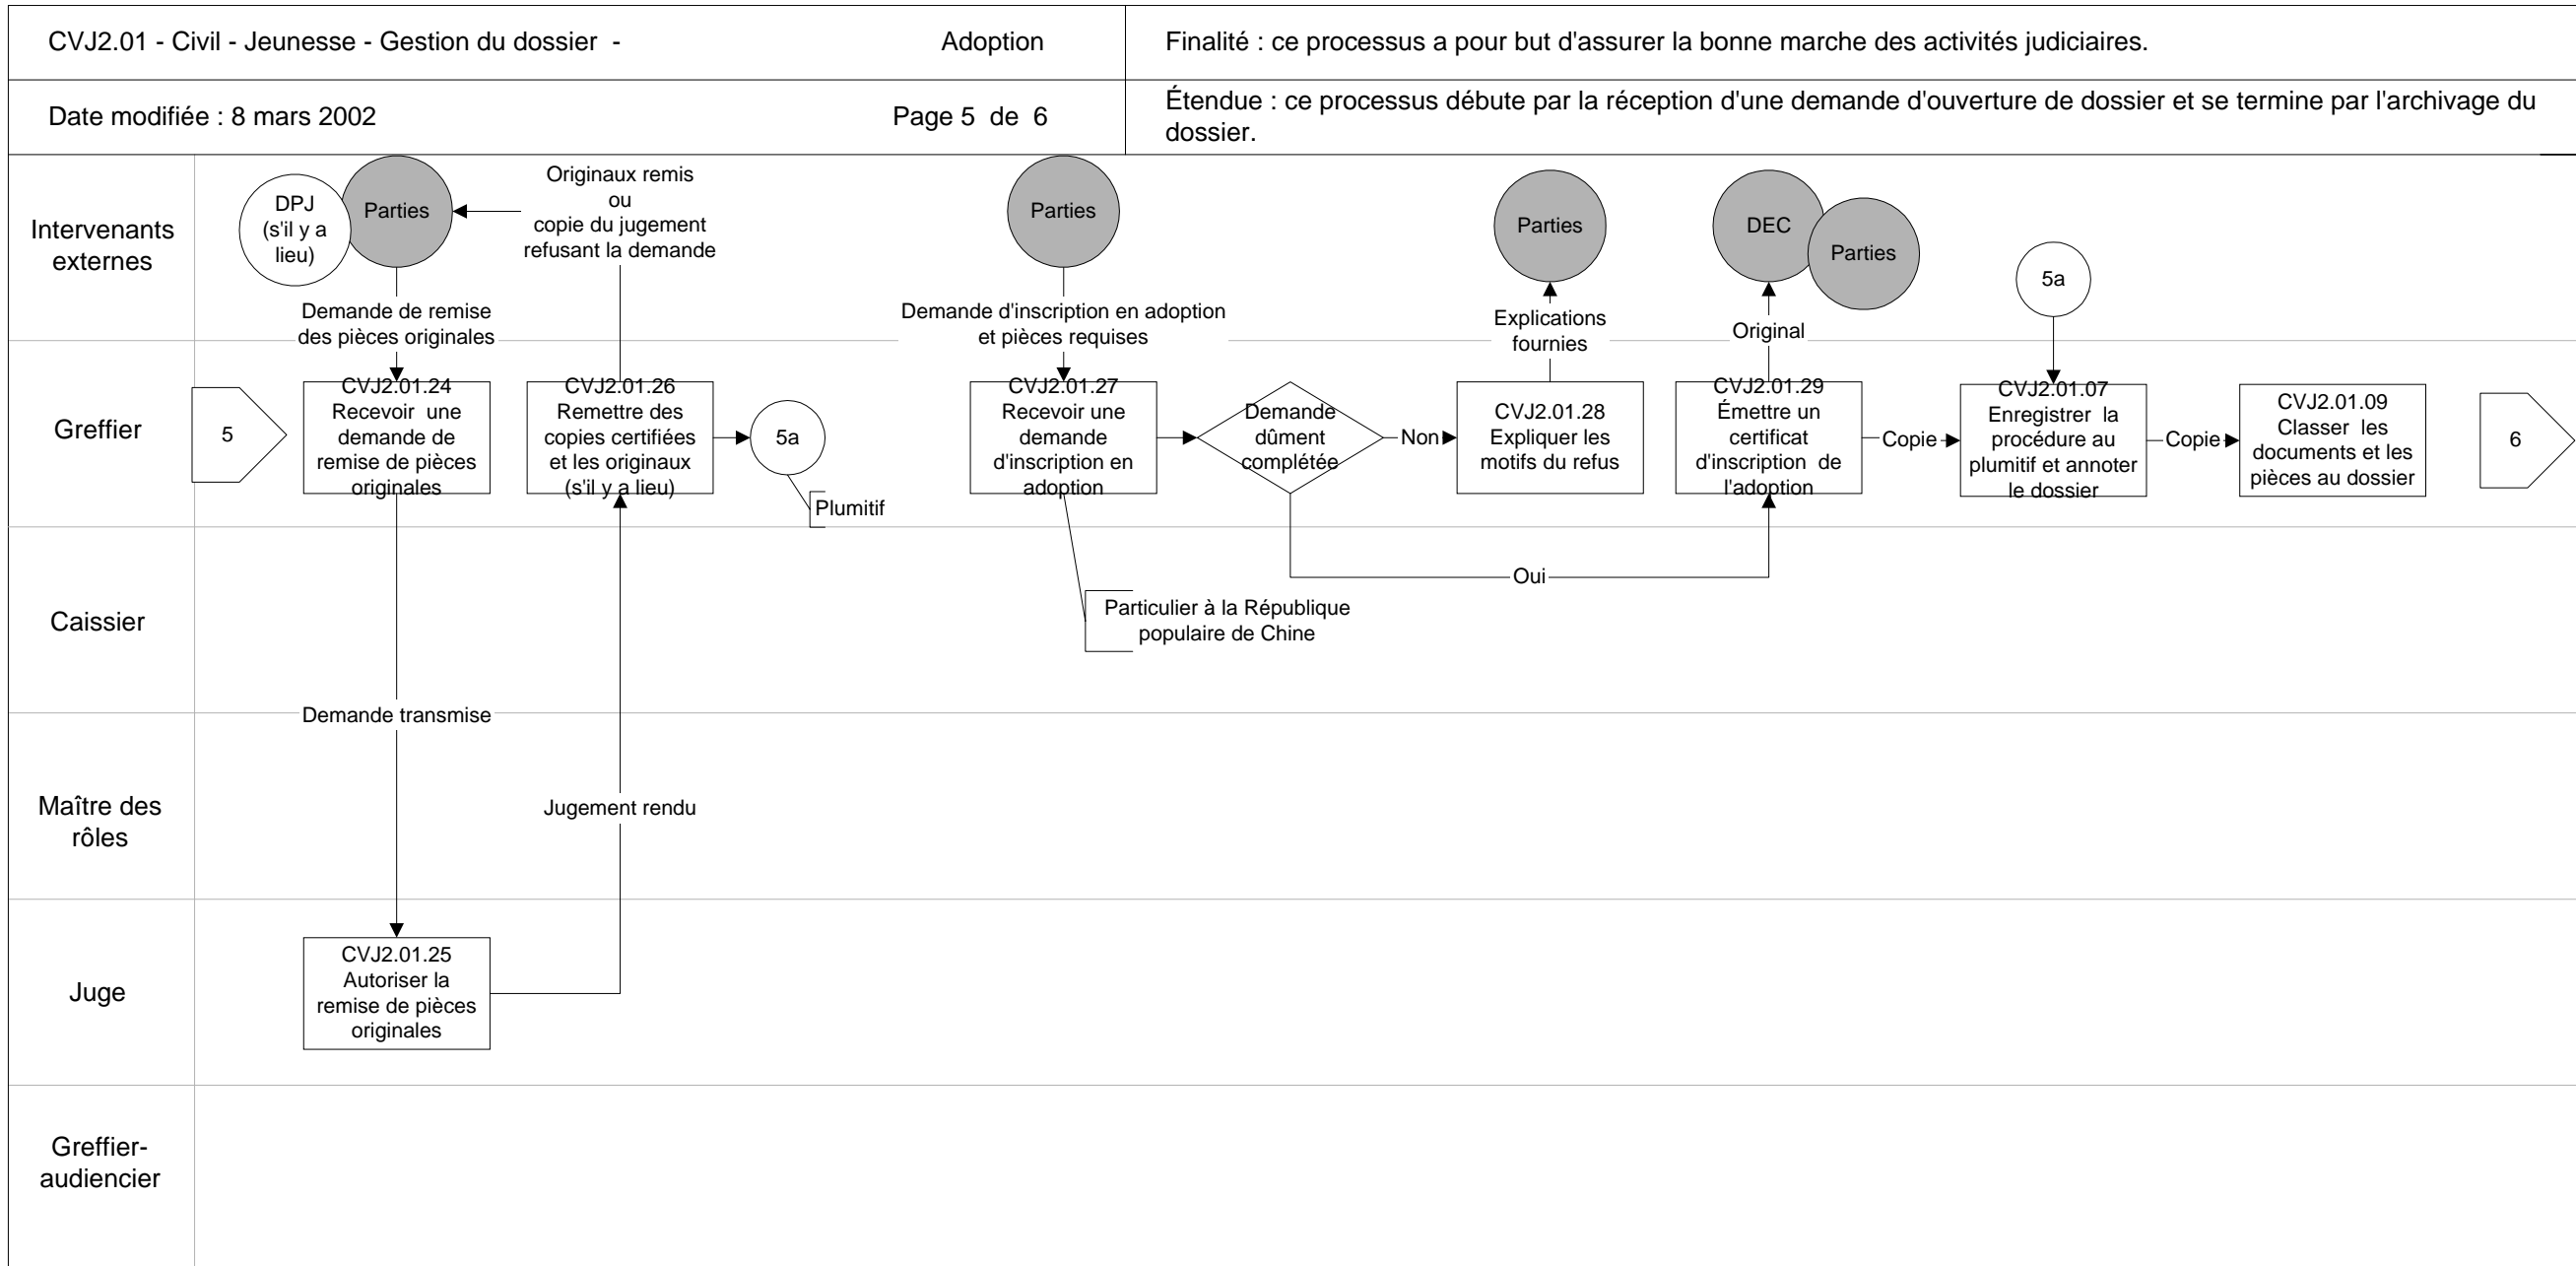 CVJ2.01 - Civil - Jeunesse - Gestion du dossier - Adoption
Finalité : ce processus a pour but d'assurer la bonne marche des activités judiciaires.
Date modifiée : 8 mars 2002
Page 5 de 6
Étendue : ce processus débute par la réception d'une demande d'ouverture de dossier et se termine par l'archivage du
dossier.
Intervenants
externes
DPJ
(s'il y a
lieu)
Parties
Originaux remis
ou
copie du jugement
refusant la demande
Parties
Parties
DEC
Parties
5a
Demande de remise
des pièces originales
Demande d'inscription en adoption
et pièces requises
Explications
fournies
Original
Greffier
5
CVJ2.01.24
Recevoir une
demande de
remise de pièces
originales
CVJ2.01.26
Remettre des
copies certifiées
et les originaux
(s'il y a lieu)
5a
Plumitif
CVJ2.01.27
Recevoir une
demande
d'inscription en
adoption
Demande
dûment
complétée
Non
CVJ2.01.28
Expliquer les
motifs du refus
CVJ2.01.29
Émettre un
certificat
d'inscription de
l'adoption
Copie
CVJ2.01.07
Enregistrer la
procédure au
plumitif et annoter
le dossier
Copie
CVJ2.01.09
Classer les
documents et les
pièces au dossier
6
Oui
Caissier
Particulier à la République
populaire de Chine
Demande transmise
Maître des
rôles
Jugement rendu
Juge
CVJ2.01.25
Autoriser la
remise de pièces
originales
Greffier-
audiencier